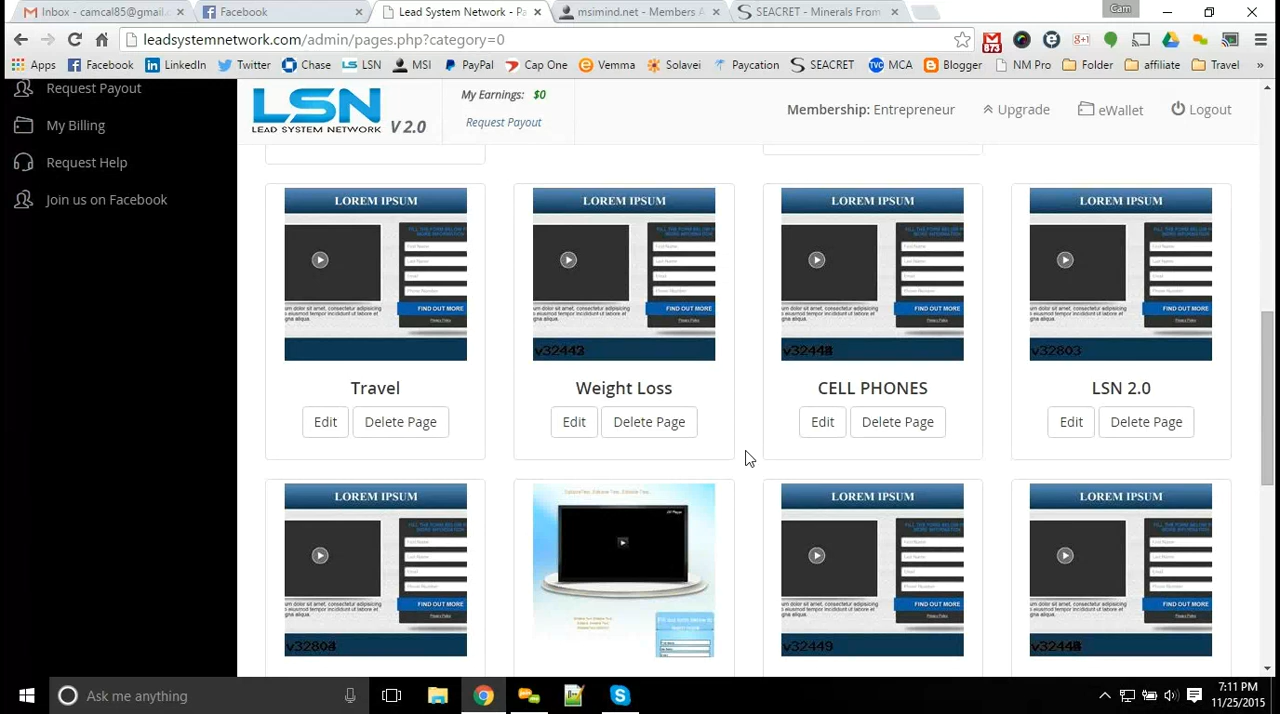 Inbox - camcal85@gmail.
Facebook
Lead System Network - Pa
msimind.net - Members A
SEACRET - Minerals From
Cam
leadsystemnetwork.com/admin/pages.php?category=0
873
Apps
Facebook
LinkedIn
Twitter
Chase
LSN
MSI
PayPal
Cap One
Vemma
Solavei
Paycation
SEACRET
MCA
Blogger
NM Pro
Folder
affiliate
Travel
»
Request Payout
My Billing
Request Help
Join us on Facebook
LSN
LEAD SYSTEM NETWORK
V 2.0
My Earnings: $0
Request Payout
Membership: Entrepreneur
Upgrade
eWallet
Logout
LOREM IPSUM
LOREM IPSUM
LOREM IPSUM
LOREM IPSUM
FIND OUT MORE
FIND OUT MORE
FIND OUT MORE
FIND OUT MORE
v32803
Travel
Weight Loss
CELL PHONES
LSN 2.0
Edit
Delete Page
Edit
Delete Page
Edit
Delete Page
Edit
Delete Page
LOREM IPSUM
LOREM IPSUM
LOREM IPSUM
FIND OUT MORE
FIND OUT MORE
FIND OUT MORE
v32449
Ask me anything
7:11 PM
11/25/2015